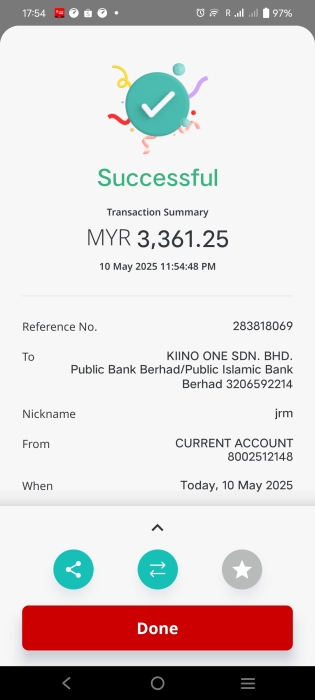 17:54 R 97%
Successful
Transaction Summary
MYR 3,361.25
10 May 2025 11:54:48 PM
Reference No. 283818069
To KIINO ONE SDN. BHD.
Public Bank Berhad/Public Islamic Bank
Berhad 3206592214
Nickname jrm
From CURRENT ACCOUNT
8002512148
When Today, 10 May 2025
Done